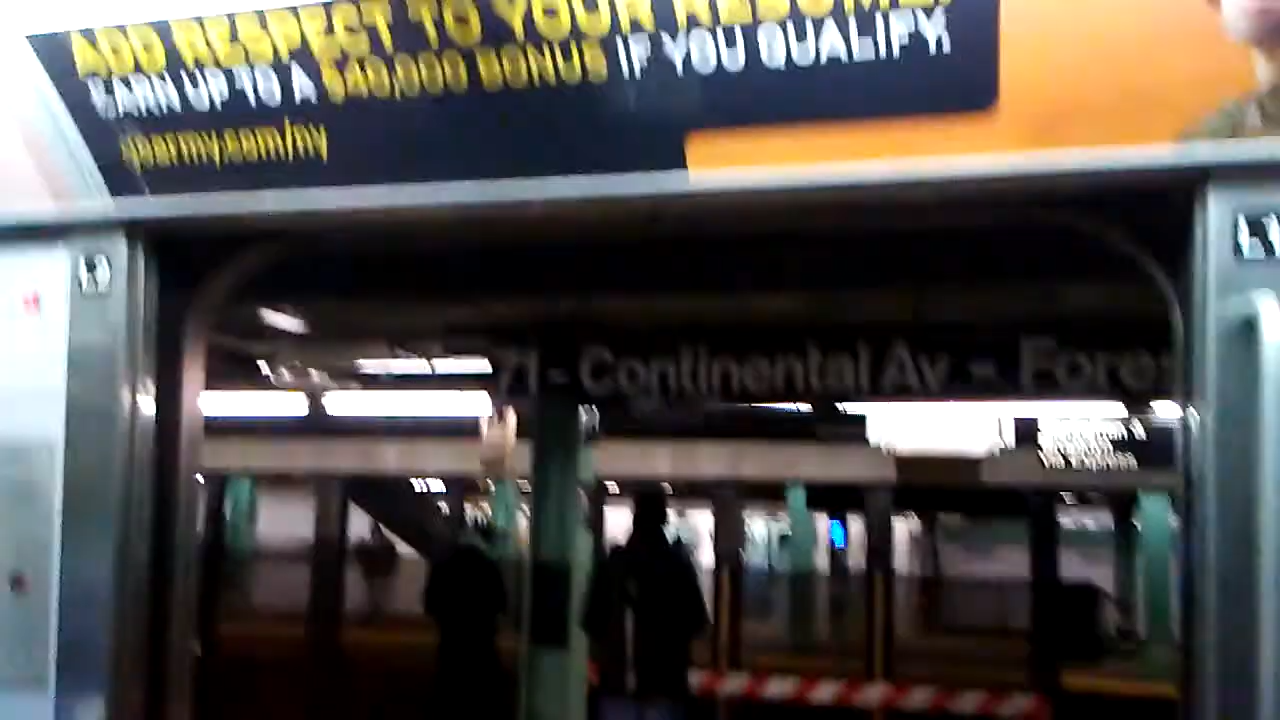 ADD RESPECT TO YOUR RESUME.
EARN UP TO A $40,000 BONUS IF YOU QUALIFY.
goarmy.com/ny
71 - Continental Av - Fores